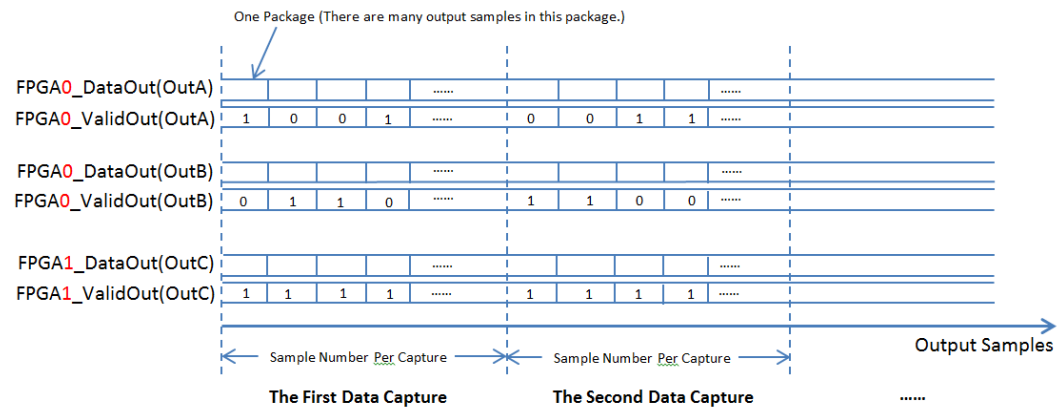 One Package (There are many output samples in this package.)
FPGA0_DataOut(OutA) ...... ......
FPGA0_ValidOut(OutA) 1 0 0 1 ...... 0 0 1 1 ......
FPGA0_DataOut(OutB) ...... ......
FPGA0_ValidOut(OutB) 0 1 1 0 ...... 1 1 0 0 ......
FPGA1_DataOut(OutC) ...... ......
FPGA1_ValidOut(OutC) 1 1 1 1 ...... 1 1 1 1 ......
Output Samples
Sample Number Per Capture Sample Number Per Capture
The First Data Capture The Second Data Capture ......